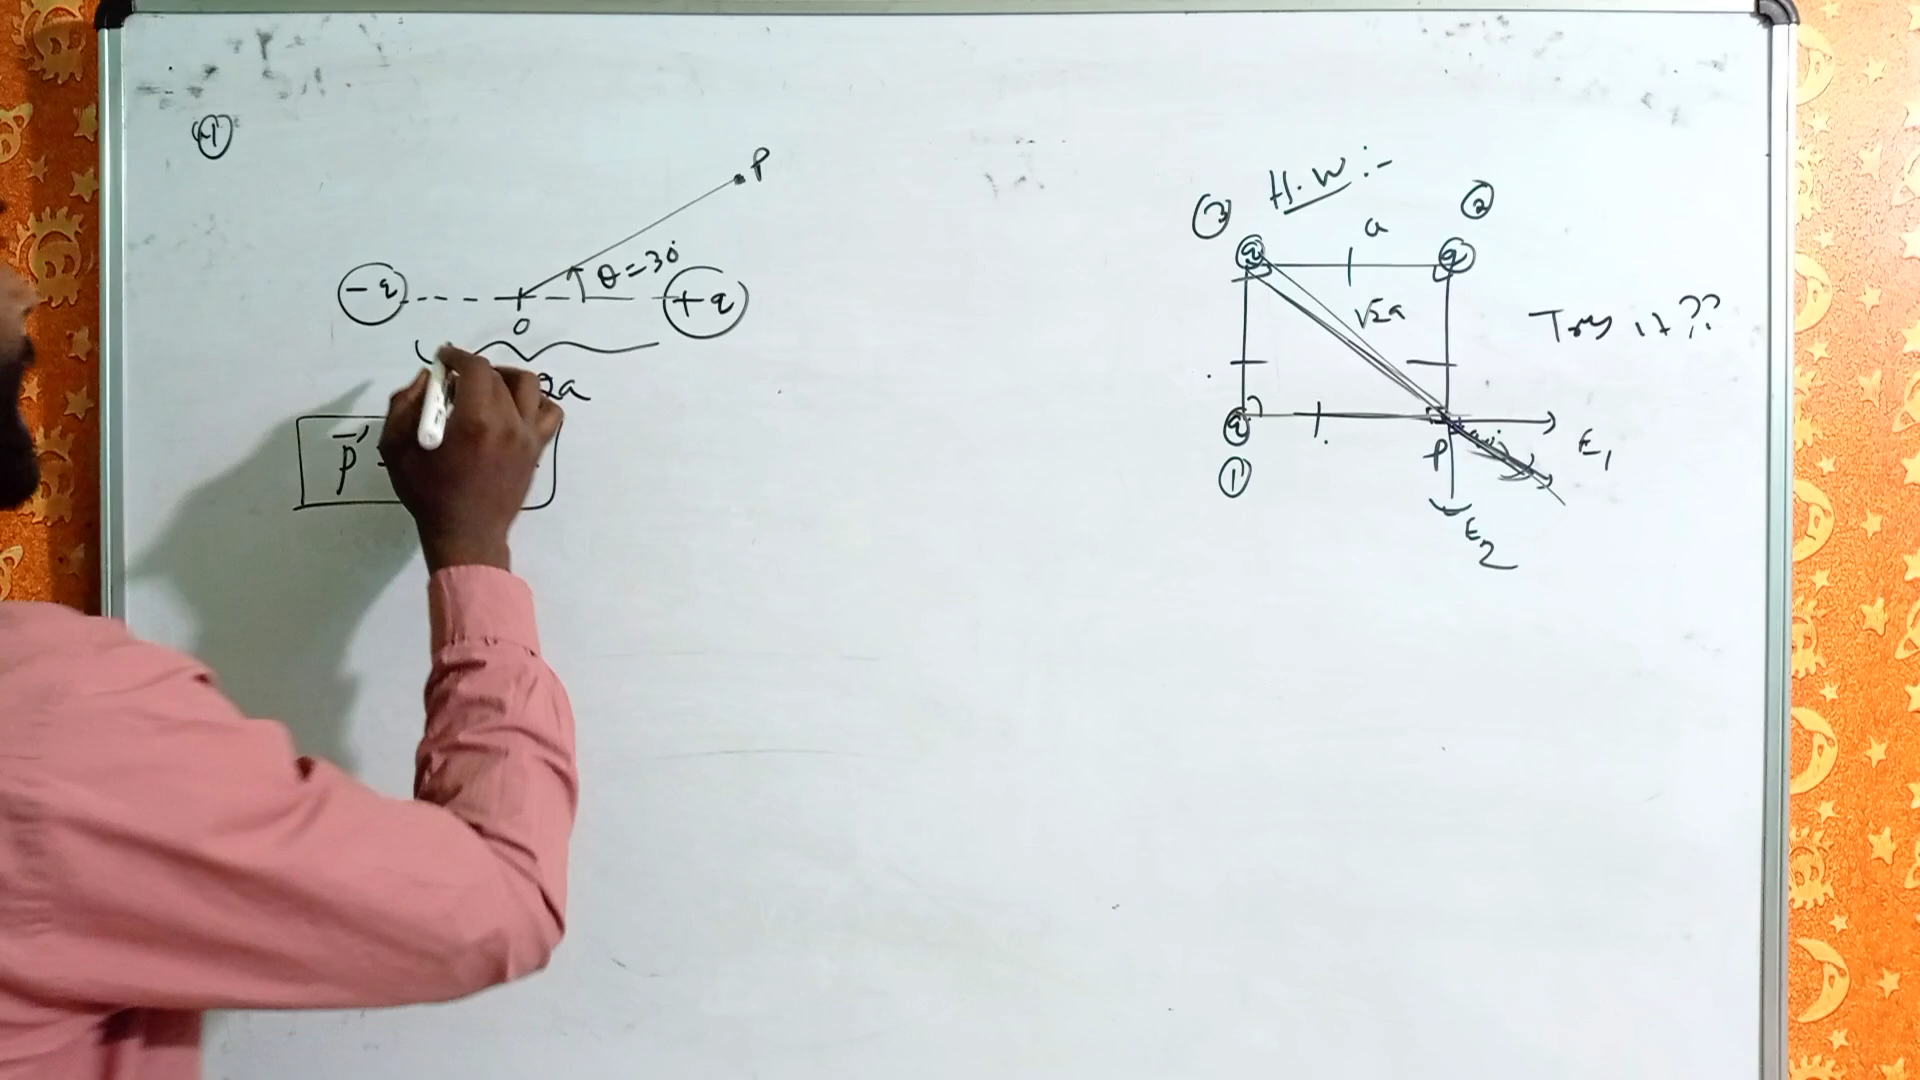 ①
P
θ=30°
-q
+q
O
2a
p⃗
H.W:-
③
②
a
q
q
√2a
Try it??
q
P
E₁
①
E₂